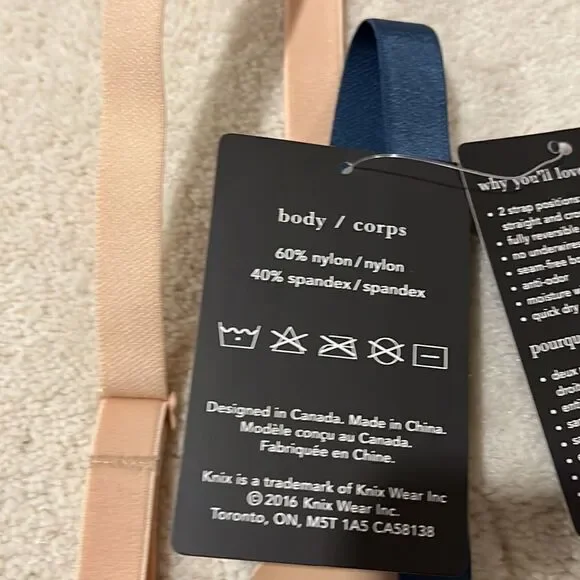 body / corps
60% nylon / nylon
40% spandex / spandex
Designed in Canada. Made in China.
Modèle conçu au Canada.
Fabriquée en Chine.
Knix is a trademark of Knix Wear Inc
© 2016 Knix Wear Inc.
Toronto, ON, M5T 1A5 CA58138
why you'll love
• 2 strap positions:
straight and
• fully reversible
• no underwire
• seam-free
• anti-odor
• moisture
• quick dry
pourquoi
• deux